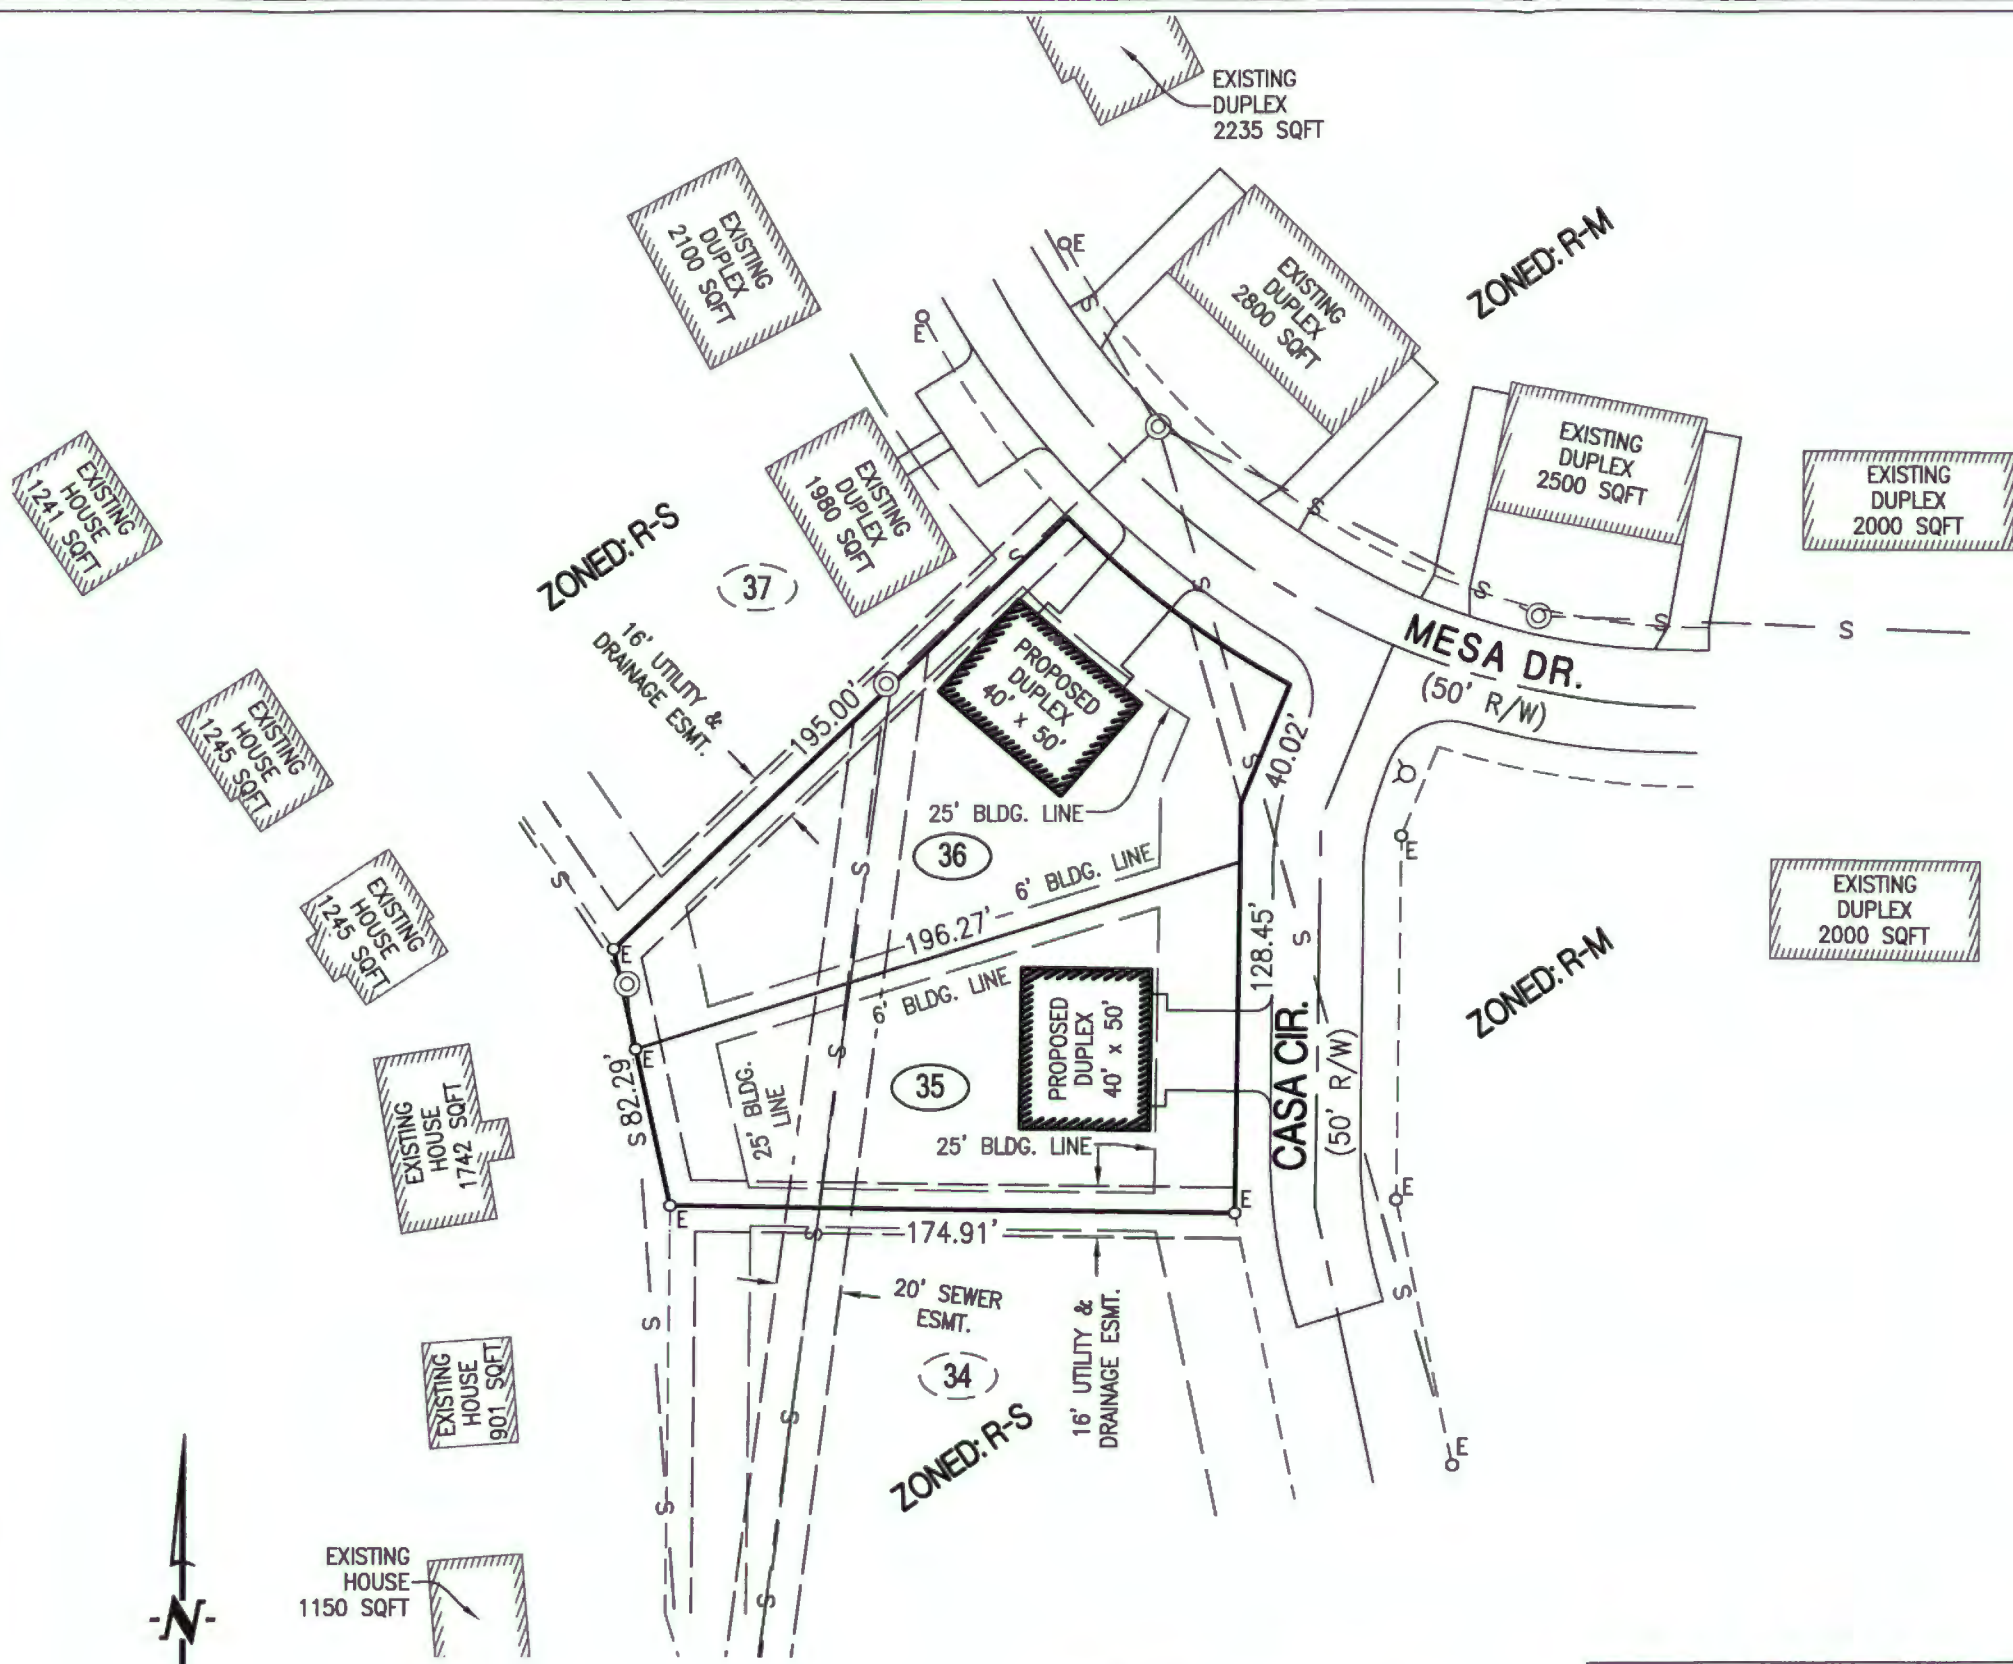 EXISTING
DUPLEX
2235 SQFT
EXISTING
DUPLEX
2100 SQFT
E
E
S
EXISTING
DUPLEX
2800 SQFT
ZONED: R-M
EXISTING
DUPLEX
2500 SQFT
EXISTING
DUPLEX
2000 SQFT
EXISTING
HOUSE
1241 SQFT
ZONED: R-S
37
EXISTING
DUPLEX
1980 SQFT
S
S
S
S
S
S
MESA DR.
(50' R/W)
16' UTILITY &
DRAINAGE ESMT.
195.00'
PROPOSED
DUPLEX
40' x 50'
40.02'
S
EXISTING
HOUSE
1245 SQFT
25' BLDG. LINE
36
S
S
6' BLDG. LINE
196.27'
6' BLDG. LINE
E
EXISTING
DUPLEX
2000 SQFT
EXISTING
HOUSE
1245 SQFT
E
E
S
128.45'
S
ZONED: R-M
CASA CIR.
(50' R/W)
PROPOSED
DUPLEX
40' x 50'
35
25' BLDG.
LINE
25' BLDG. LINE
S 82.29'
EXISTING
HOUSE
1742 SQFT
E
E
E
174.91'
S
20' SEWER
ESMT.
34
16' UTILITY &
DRAINAGE ESMT.
S
S
EXISTING
HOUSE
901 SQFT
S
ZONED: R-S
E
S
S
EXISTING
HOUSE
1150 SQFT
-N-